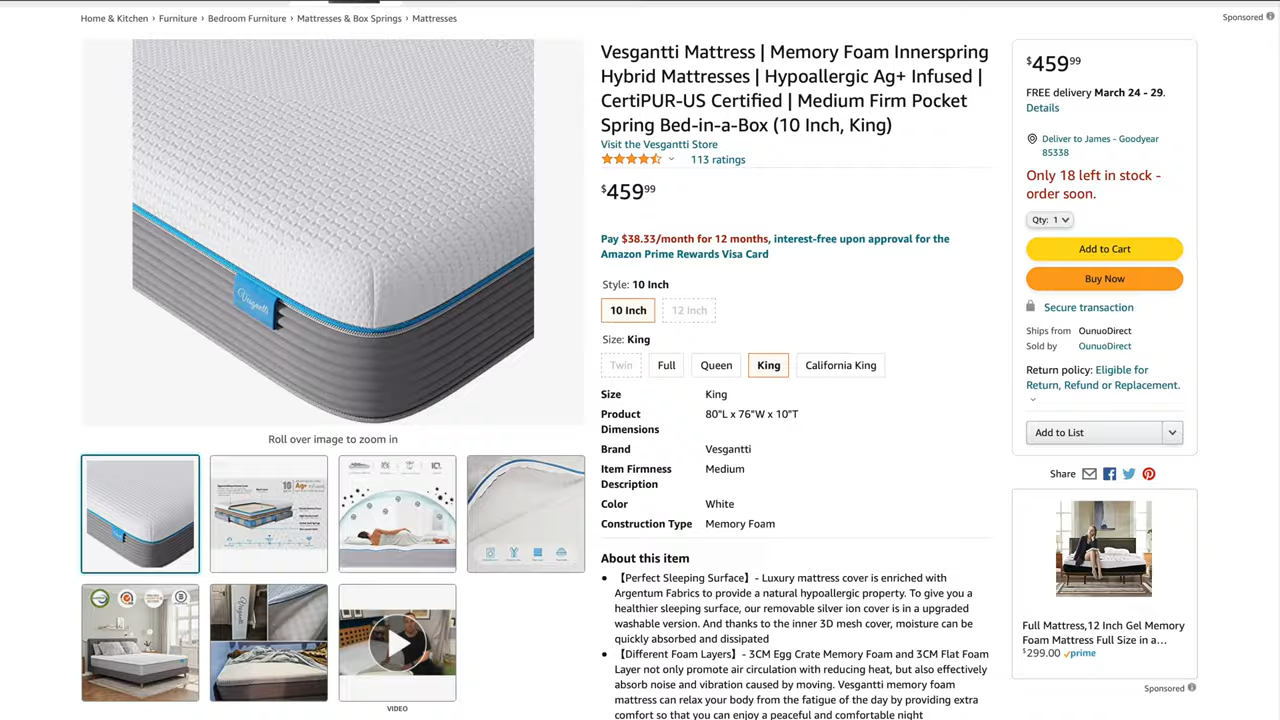 Home & Kitchen › Furniture › Bedroom Furniture › Mattresses & Box Springs › Mattresses
Sponsored
Vesgantti
Roll over image to zoom in
VIDEO
Vesgantti Mattress | Memory Foam Innerspring
Hybrid Mattresses | Hypoallergic Ag+ Infused |
CertiPUR-US Certified | Medium Firm Pocket
Spring Bed-in-a-Box (10 Inch, King)
Visit the Vesgantti Store
113 ratings
$459⁹⁹
Pay $38.33/month for 12 months, interest-free upon approval for the
Amazon Prime Rewards Visa Card
Style: 10 Inch
10 Inch
12 Inch
Size: King
Twin
Full
Queen
King
California King
Size King
Product Dimensions 80"L x 76"W x 10"T
Brand Vesgantti
Item Firmness Description Medium
Color White
Construction Type Memory Foam
About this item
● 【Perfect Sleeping Surface】- Luxury mattress cover is enriched with
Argentum Fabrics to provide a natural hypoallergenic property. To give you a
healthier sleeping surface, our removable silver ion cover is in a upgraded
washable version. And thanks to the inner 3D mesh cover, moisture can be
quickly absorbed and dissipated
● 【Different Foam Layers】- 3CM Egg Crate Memory Foam and 3CM Flat Foam
Layer not only promote air circulation with reducing heat, but also effectively
absorb noise and vibration caused by moving. Vesgantti memory foam
mattress can relax your body from the fatigue of the day by providing extra
comfort so that you can enjoy a peaceful and comfortable night
$459⁹⁹
FREE delivery March 24 - 29.
Details
Deliver to James - Goodyear
85338
Only 18 left in stock -
order soon.
Qty: 1
Add to Cart
Buy Now
Secure transaction
Ships from OunuoDirect
Sold by OunuoDirect
Return policy: Eligible for
Return, Refund or Replacement.
Add to List
Share
Full Mattress,12 Inch Gel Memory
Foam Mattress Full Size in a...
$299.00 prime
Sponsored